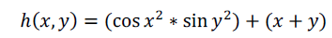 h(x, y) = (cos x² * sin y²) + (x + y)